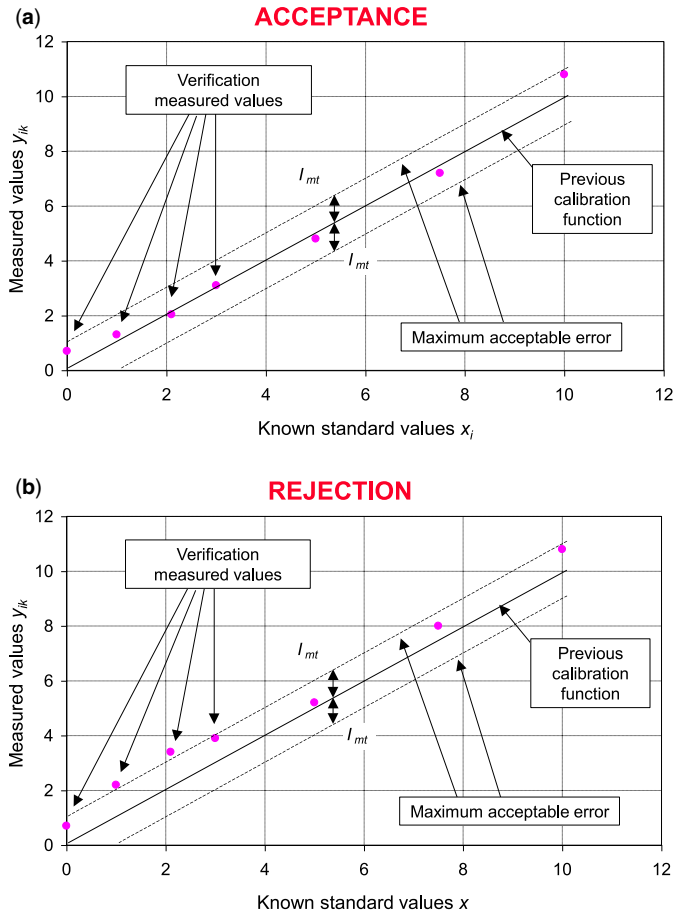 (a)
ACCEPTANCE
12
10
8
6
4
2
0
Measured values y_ik
Verification
measured values
I_mt
I_mt
Previous
calibration
function
Maximum acceptable error
0 2 4 6 8 10 12
Known standard values x_i
(b)
REJECTION
12
10
8
6
4
2
0
Measured values y_ik
Verification
measured values
I_mt
I_mt
Previous
calibration
function
Maximum acceptable error
0 2 4 6 8 10 12
Known standard values x